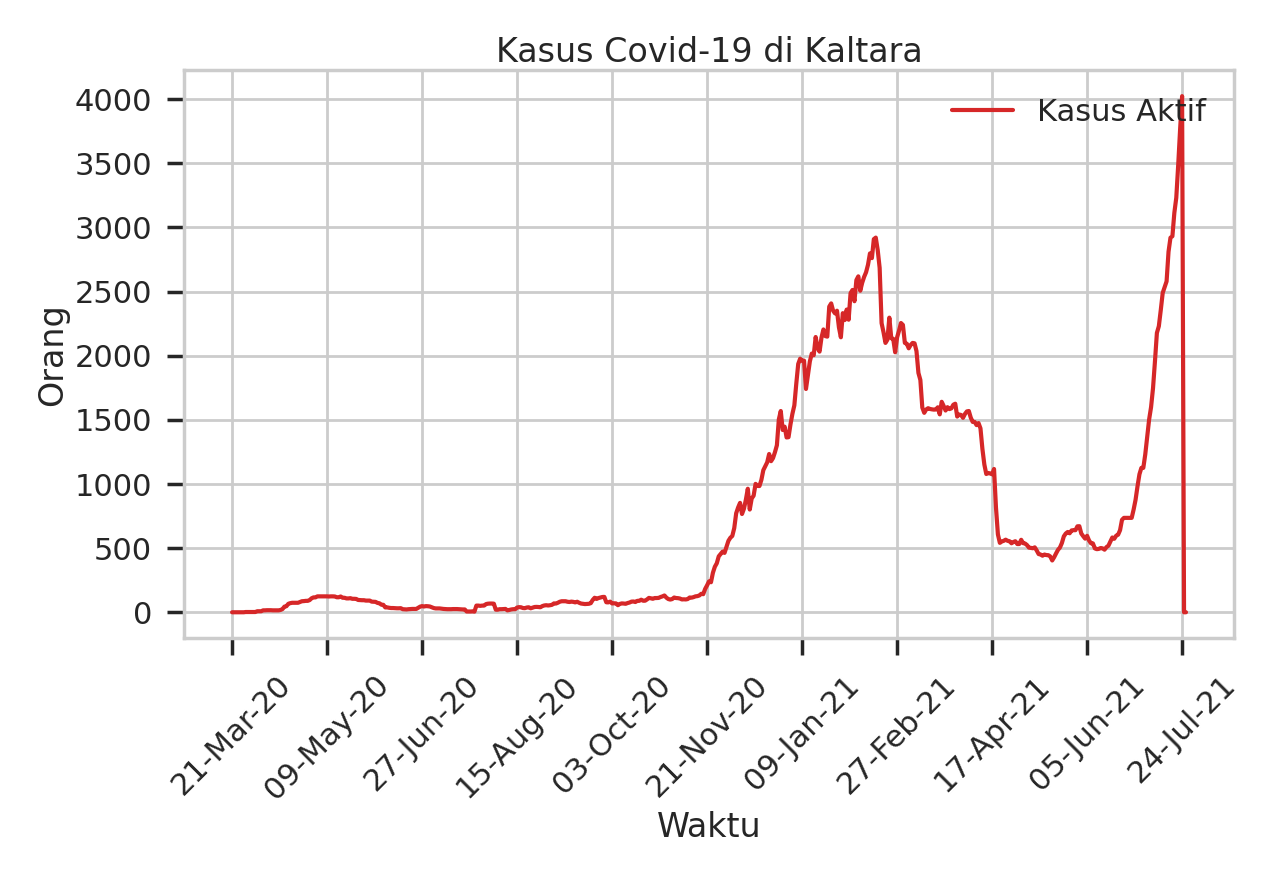 Kasus Covid-19 di Kaltara
Kasus Aktif
Orang
4000
3500
3000
2500
2000
1500
1000
500
0
21-Mar-20
09-May-20
27-Jun-20
15-Aug-20
03-Oct-20
21-Nov-20
09-Jan-21
27-Feb-21
17-Apr-21
05-Jun-21
24-Jul-21
Waktu